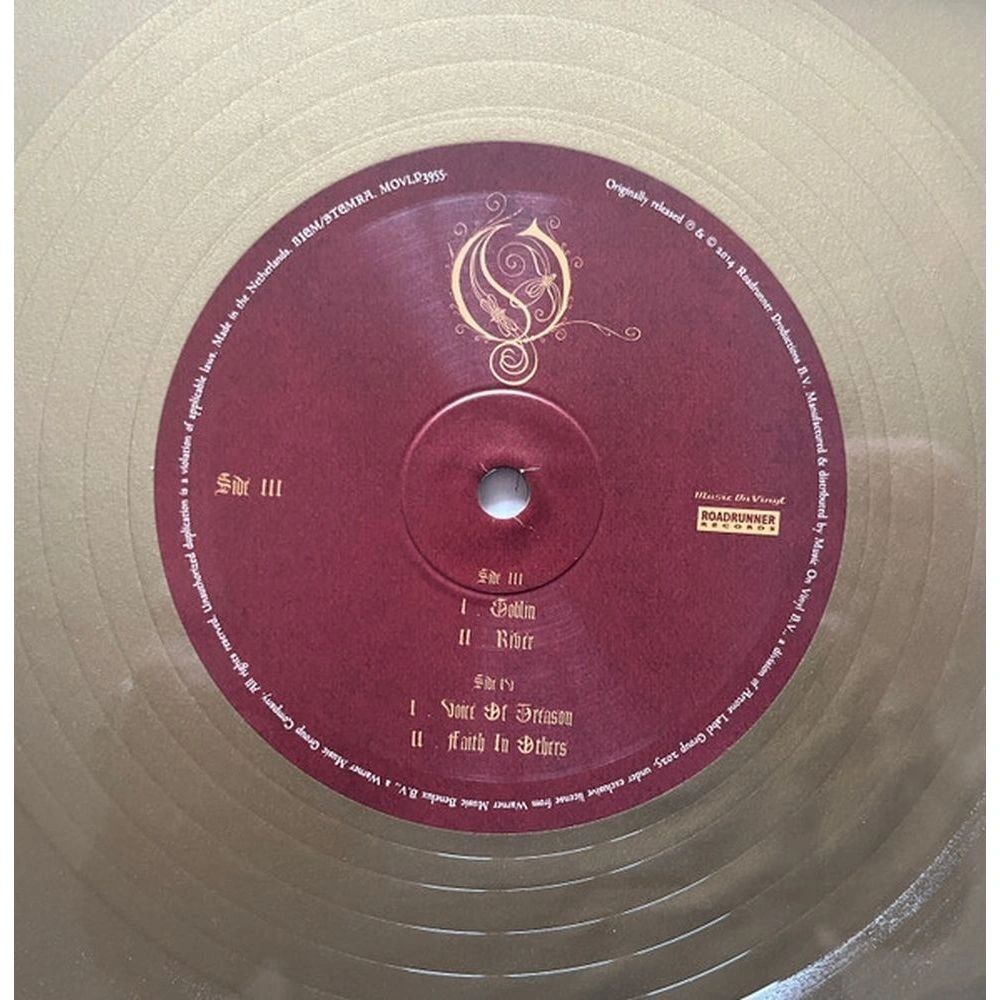 Originally released ℗ & © 2014 Roadrunner Productions B.V. Manufactured & distributed by Music On Vinyl B.V., a division of Arcone Label Group 2025, under exclusive license from Warner Music Benelux B.V., a Warner Music Group Company. All rights reserved. Unauthorized duplication is a violation of applicable laws. Made in the Netherlands. BIEM/STEMRA. MOVLP3955.
Side III
Music On Vinyl
ROADRUNNER
RECORDS
Side III
I . Goblin
II . River
Side IV
I . Voice Of Treason
II . Faith In Others